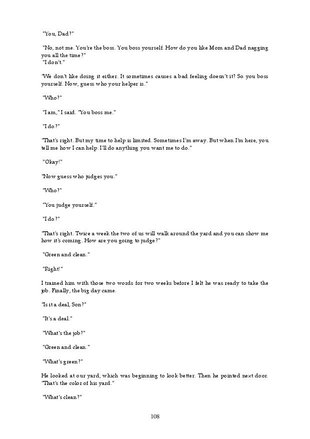 "You, Dad?"
"No, not me. You're the boss. You boss yourself. How do you like Mom and Dad nagging
you all the time?"
"I don't."
"We don't like doing it either. It sometimes causes a bad feeling doesn't it? So you boss
yourself. Now, guess who your helper is."
"Who?"
"I am," I said. "You boss me."
"I do?"
"That's right. But my time to help is limited. Sometimes I'm away. But when I'm here, you
tell me how I can help. I'll do anything you want me to do."
"Okay!"
"Now guess who judges you."
"Who?"
"You judge yourself."
"I do?"
"That's right. Twice a week the two of us will walk around the yard and you can show me
how it's coming. How are you going to judge?"
"Green and clean."
"Right!"
I trained him with those two words for two weeks before I felt he was ready to take the
job. Finally, the big day came.
"Is it a deal, Son?"
"It's a deal."
"What's the job?"
"Green and clean."
"What's green?"
He looked at our yard, which was beginning to look better. Then he pointed next door.
"That's the color of his yard."
"What's clean?"
108